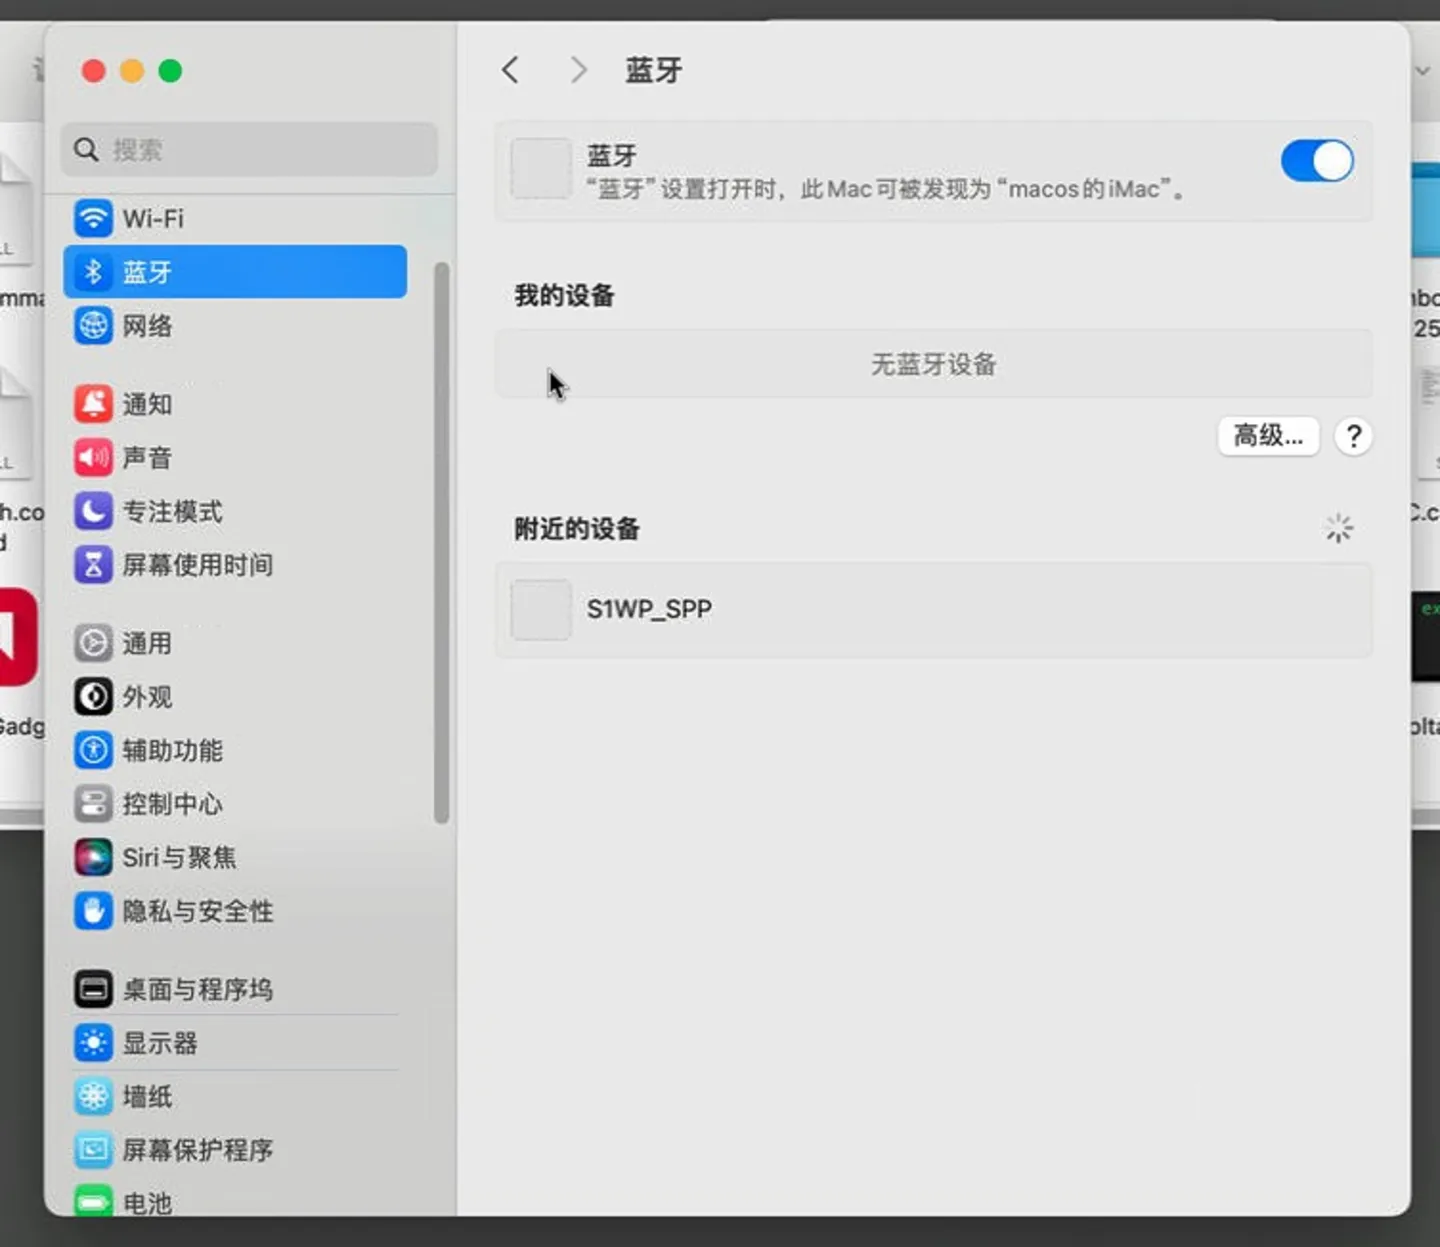 搜索
Wi-Fi
蓝牙
网络
通知
声音
专注模式
屏幕使用时间
通用
外观
辅助功能
控制中心
Siri与聚焦
隐私与安全性
桌面与程序坞
显示器
墙纸
屏幕保护程序
电池
蓝牙
蓝牙
“蓝牙”设置打开时，此Mac可被发现为“macos的iMac”。
我的设备
无蓝牙设备
高级...
?
附近的设备
S1WP_SPP